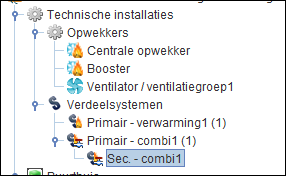 Technische installaties
Opwekkers
Centrale opwekker
Booster
Ventilator / ventilatiegroep1
Verdeelsystemen
Primair - verwarming1 (1)
Primair - combi1 (1)
Sec. - combi1